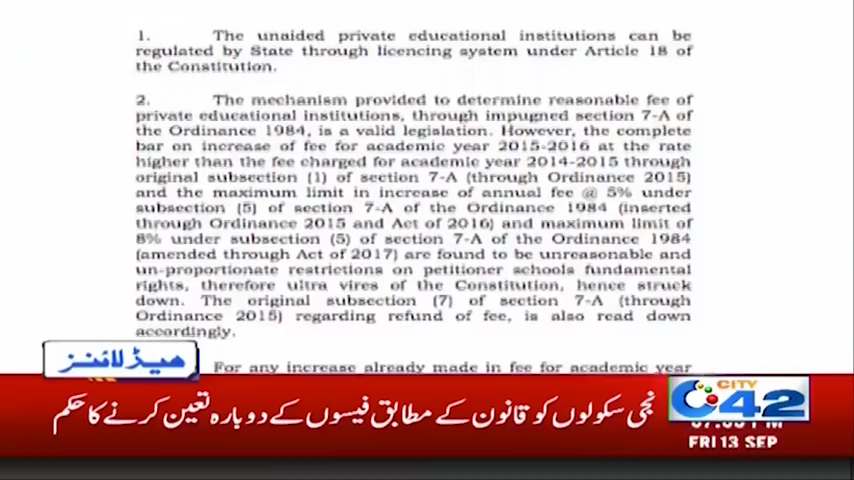 1. The unaided private educational institutions can be
regulated by State through licencing system under Article 18 of
the Constitution.
2. The mechanism provided to determine reasonable fee of
private educational institutions, through impugned section 7-A of
the Ordinance 1984, is a valid legislation. However, the complete
bar on increase of fee for academic year 2015-2016 at the rate
higher than the fee charged for academic year 2014-2015 through
original subsection (1) of section 7-A (through Ordinance 2015)
and the maximum limit in increase of annual fee @ 5% under
subsection (5) of section 7-A of the Ordinance 1984 (inserted
through Ordinance 2015 and Act of 2016) and maximum limit of
8% under subsection (5) of section 7-A of the Ordinance 1984
(amended through Act of 2017) are found to be unreasonable and
un-proportionate restrictions on petitioner schools fundamental
rights, therefore ultra vires of the Constitution, hence struck
down. The original subsection (7) of section 7-A (through
Ordinance 2015) regarding refund of fee, is also read down
accordingly.
For any increase already made in fee for academic year
ہیڈلائنز
نجی سکولوں کو قانون کے مطابق فیسوں کے دوبارہ تعین کرنے کا حکم
CITY
42
FRI 13 SEP